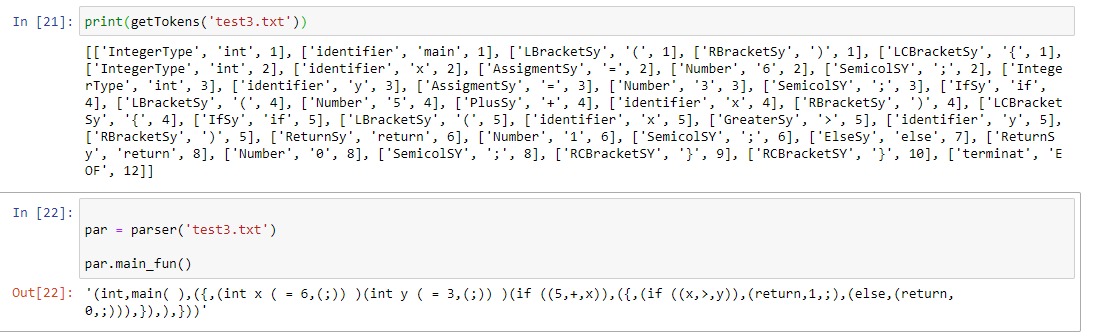 In [21]: print(getTokens('test3.txt'))
[['IntegerType', 'int', 1], ['identifier', 'main', 1], ['LBracketSy', '(', 1], ['RBracketSy', ')', 1], ['LCBracketSy', '{', 1],
['IntegerType', 'int', 2], ['identifier', 'x', 2], ['AssigmentSy', '=', 2], ['Number', '6', 2], ['SemicolSY', ';', 2], ['Intege
rType', 'int', 3], ['identifier', 'y', 3], ['AssigmentSy', '=', 3], ['Number', '3', 3], ['SemicolSY', ';', 3], ['IfSy', 'if',
4], ['LBracketSy', '(', 4], ['Number', '5', 4], ['PlusSy', '+', 4], ['identifier', 'x', 4], ['RBracketSy', ')', 4], ['LCBracket
Sy', '{', 4], ['IfSy', 'if', 5], ['LBracketSy', '(', 5], ['identifier', 'x', 5], ['GreaterSy', '>', 5], ['identifier', 'y', 5],
['RBracketSy', ')', 5], ['ReturnSy', 'return', 6], ['Number', '1', 6], ['SemicolSY', ';', 6], ['ElseSy', 'else', 7], ['ReturnS
y', 'return', 8], ['Number', '0', 8], ['SemicolSY', ';', 8], ['RCBracketSY', '}', 9], ['RCBracketSY', '}', 10], ['terminat', 'E
OF', 12]]
In [22]:
par = parser('test3.txt')
par.main_fun()
Out[22]: '(int,main( ),({,(int x ( = 6,(;)) )(int y ( = 3,(;)) )(if ((5,+,x)),({,(if ((x,>,y)),(return,1,;),(else,(return,
0,;))),}),),}))'